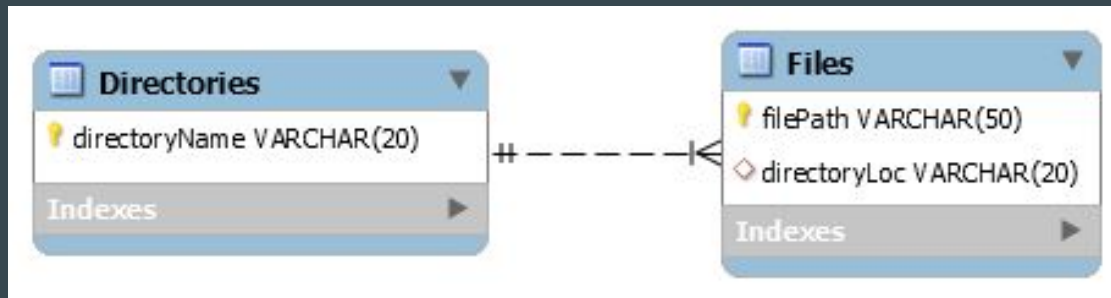 Directories
directoryName VARCHAR(20)
Indexes
Files
filePath VARCHAR(50)
directoryLoc VARCHAR(20)
Indexes